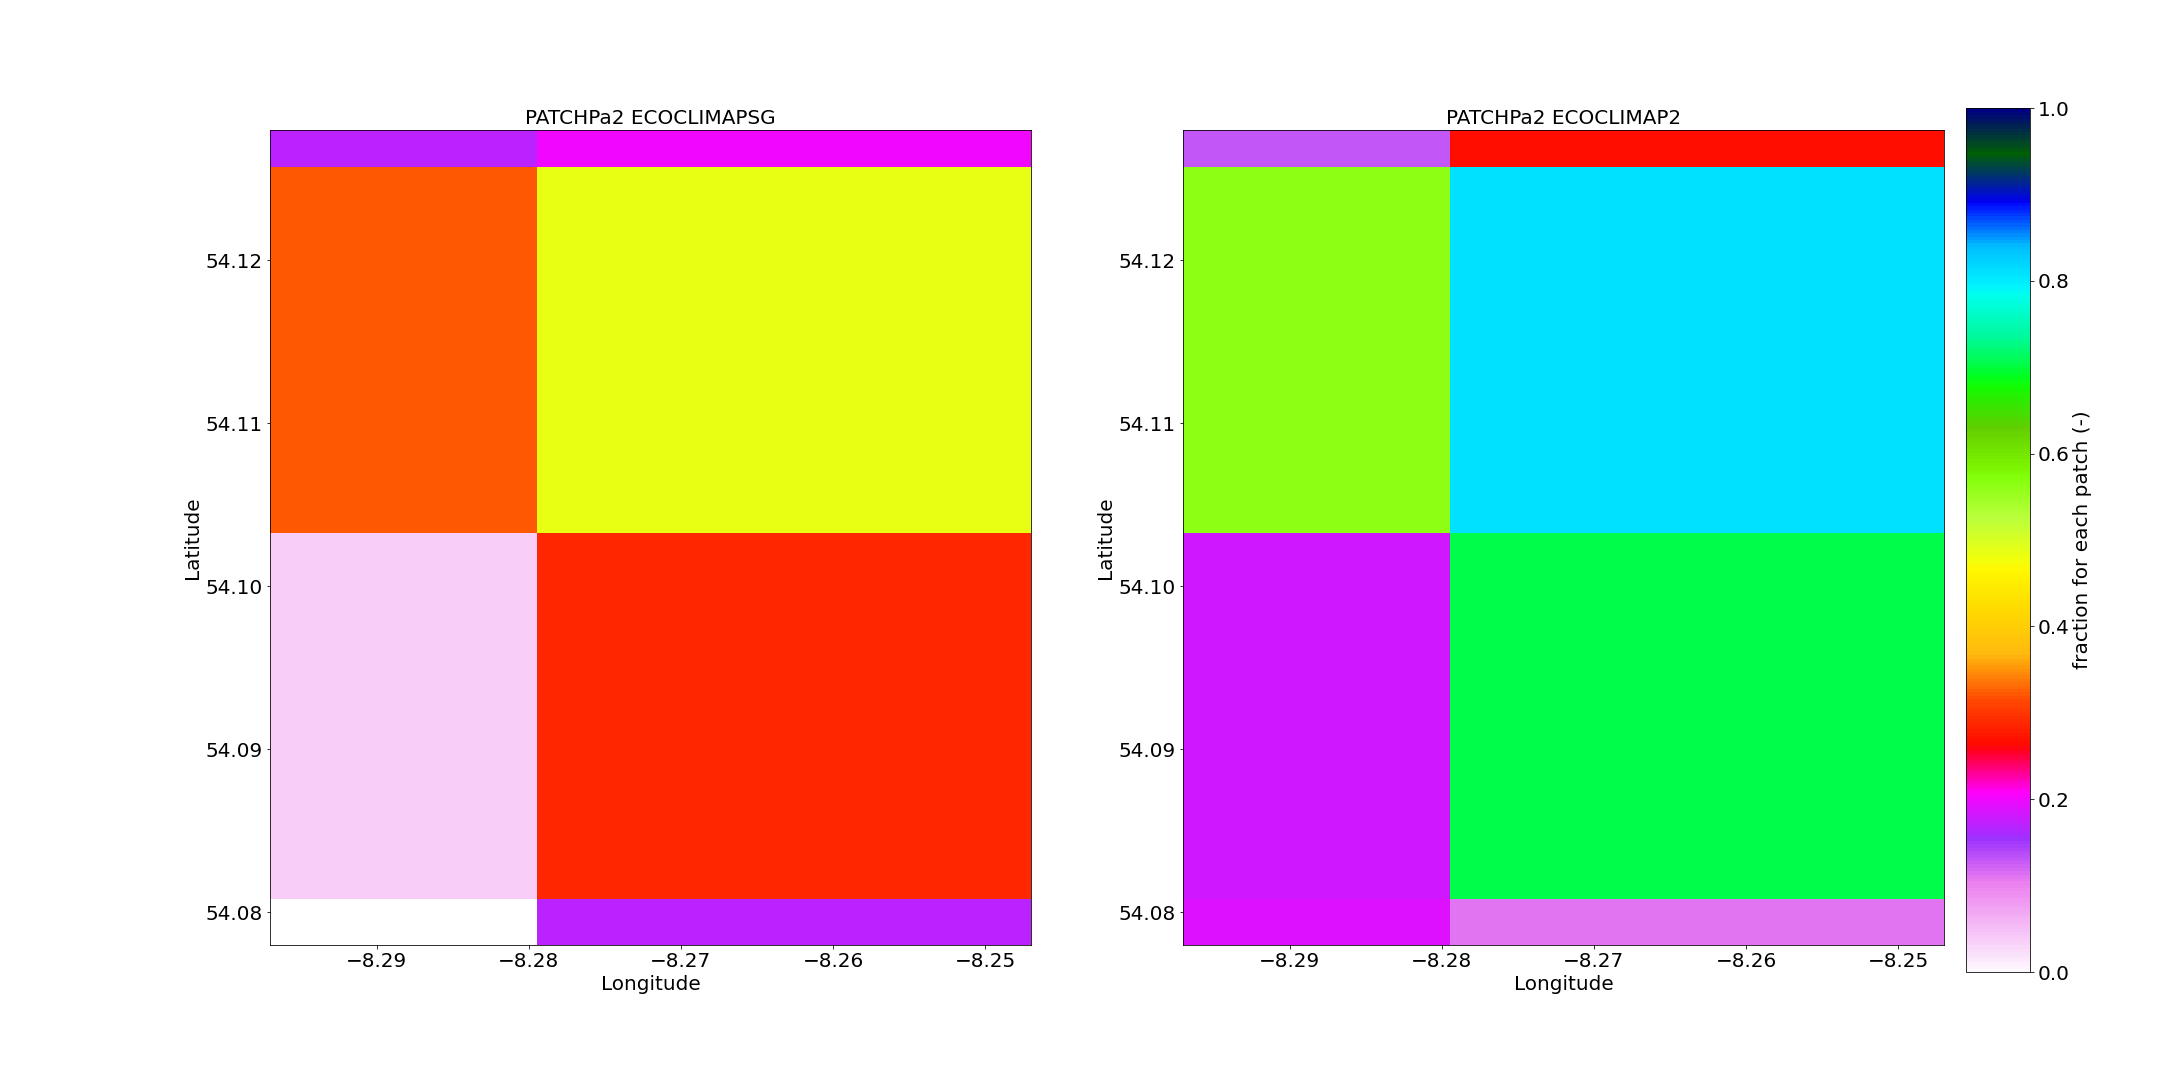 PATCHPa2 ECOCLIMAPSG
54.12
54.11
54.10
54.09
54.08
Latitude
−8.29 −8.28 −8.27 −8.26 −8.25
Longitude
PATCHPa2 ECOCLIMAP2
54.12
54.11
54.10
54.09
54.08
Latitude
−8.29 −8.28 −8.27 −8.26 −8.25
Longitude
1.0
0.8
0.6
0.4
0.2
0.0
fraction for each patch (-)